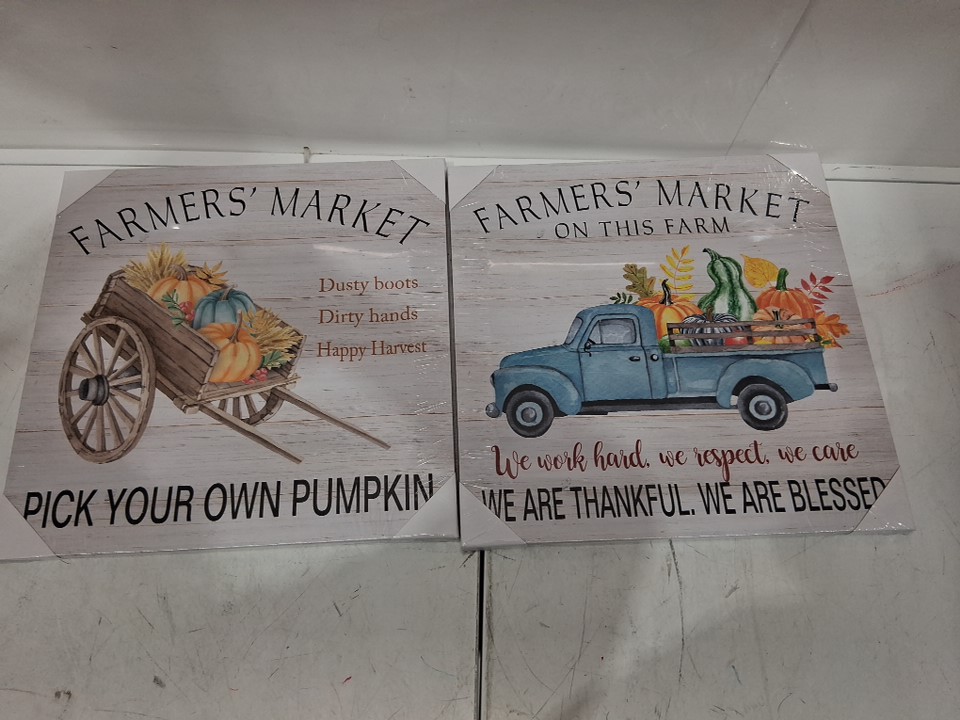 FARMERS' MARKET
Dusty boots
Dirty hands
Happy Harvest
PICK YOUR OWN PUMPKIN
FARMERS' MARKET
ON THIS FARM
We work hard, we respect, we care
WE ARE THANKFUL. WE ARE BLESSED